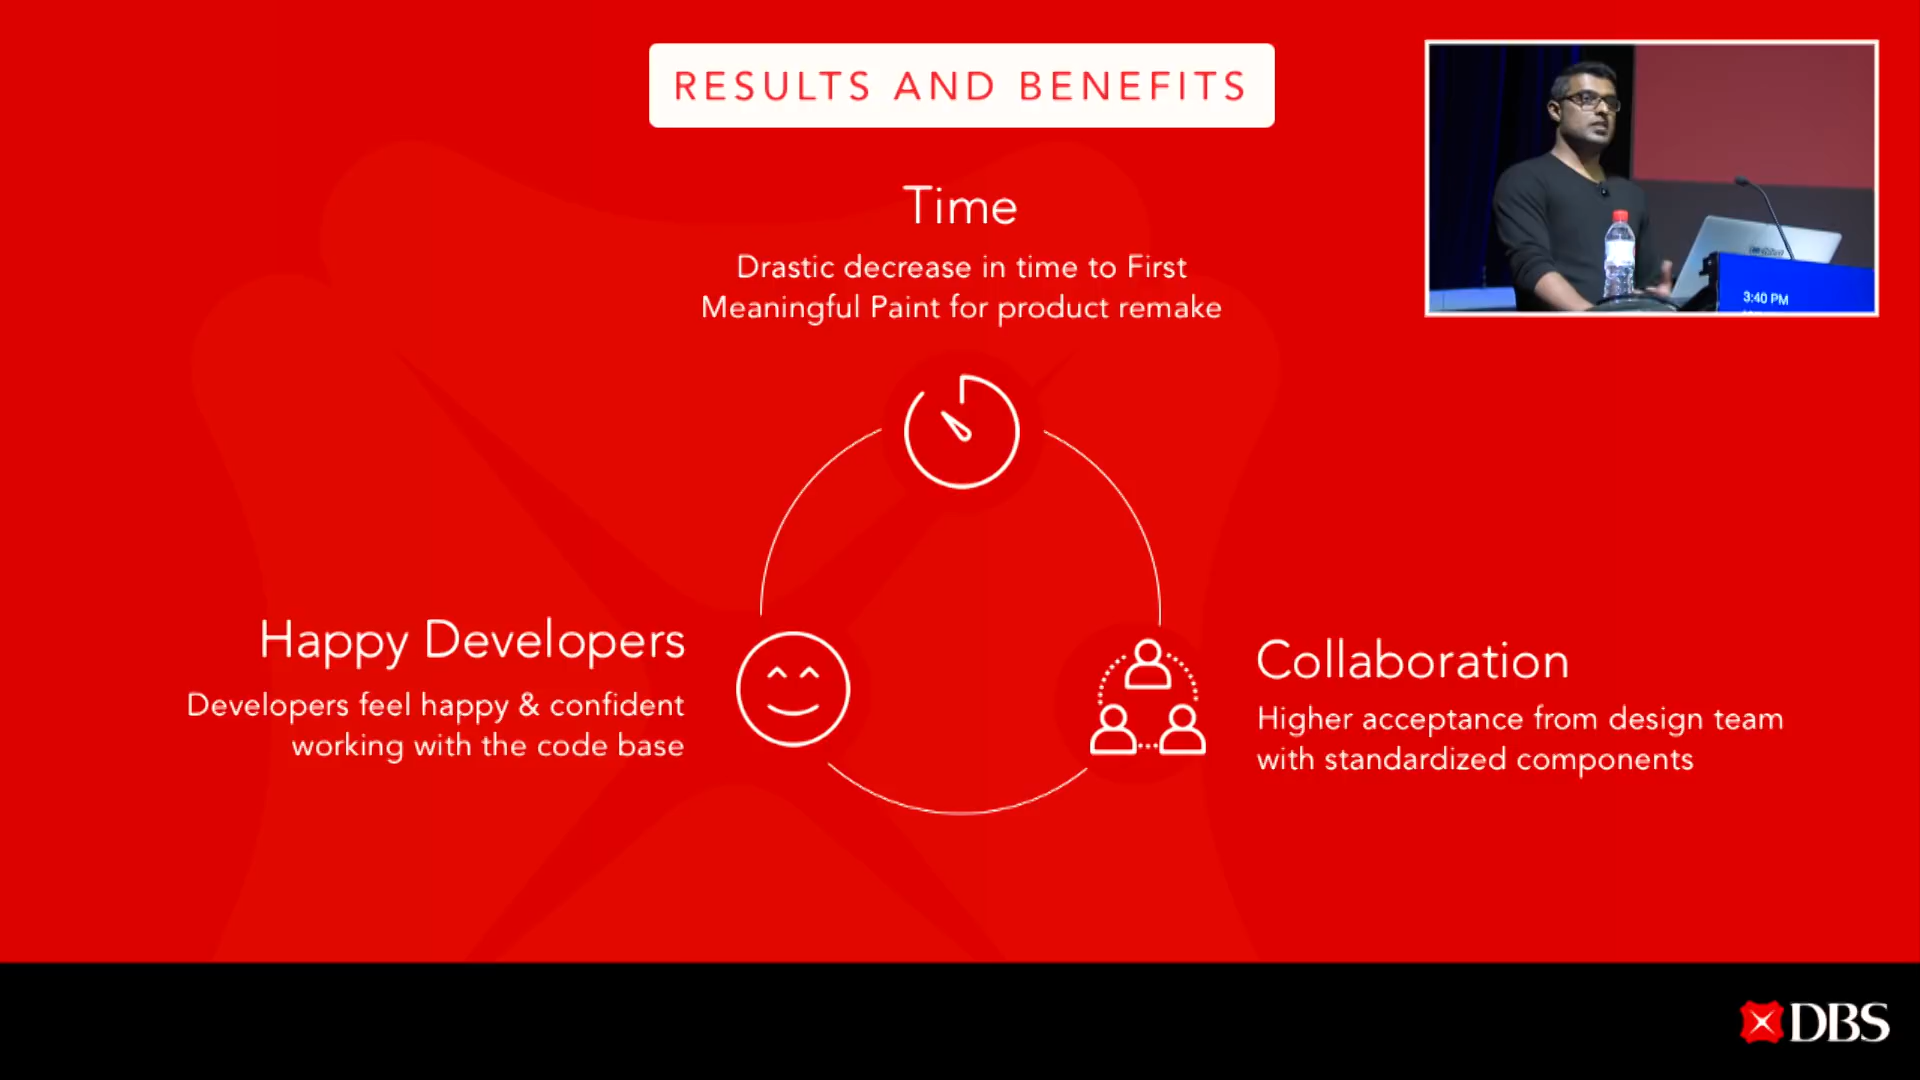 RESULTS AND BENEFITS
Time
Drastic decrease in time to First
Meaningful Paint for product remake
3:40 PM
Happy Developers
Developers feel happy & confident
working with the code base
Collaboration
Higher acceptance from design team
with standardized components
DBS